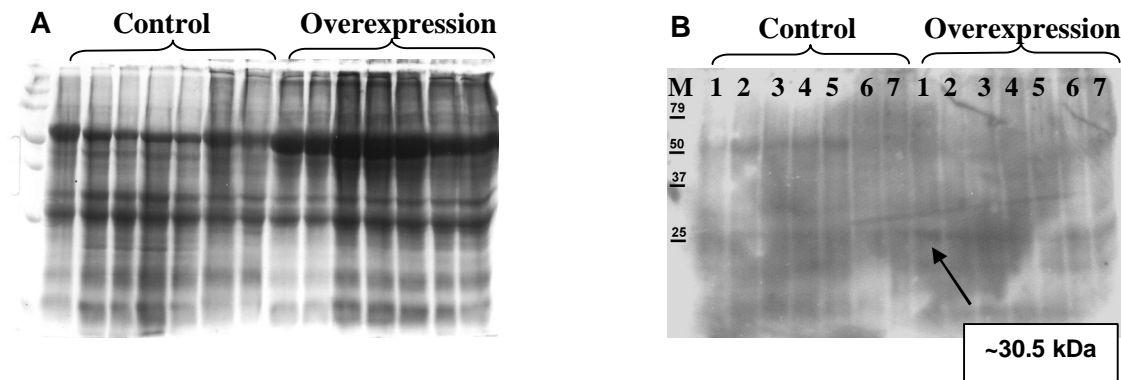 A Control Overexpression
B Control Overexpression
M 1 2 3 4 5 6 7 1 2 3 4 5 6 7
79
50
37
25
~30.5 kDa